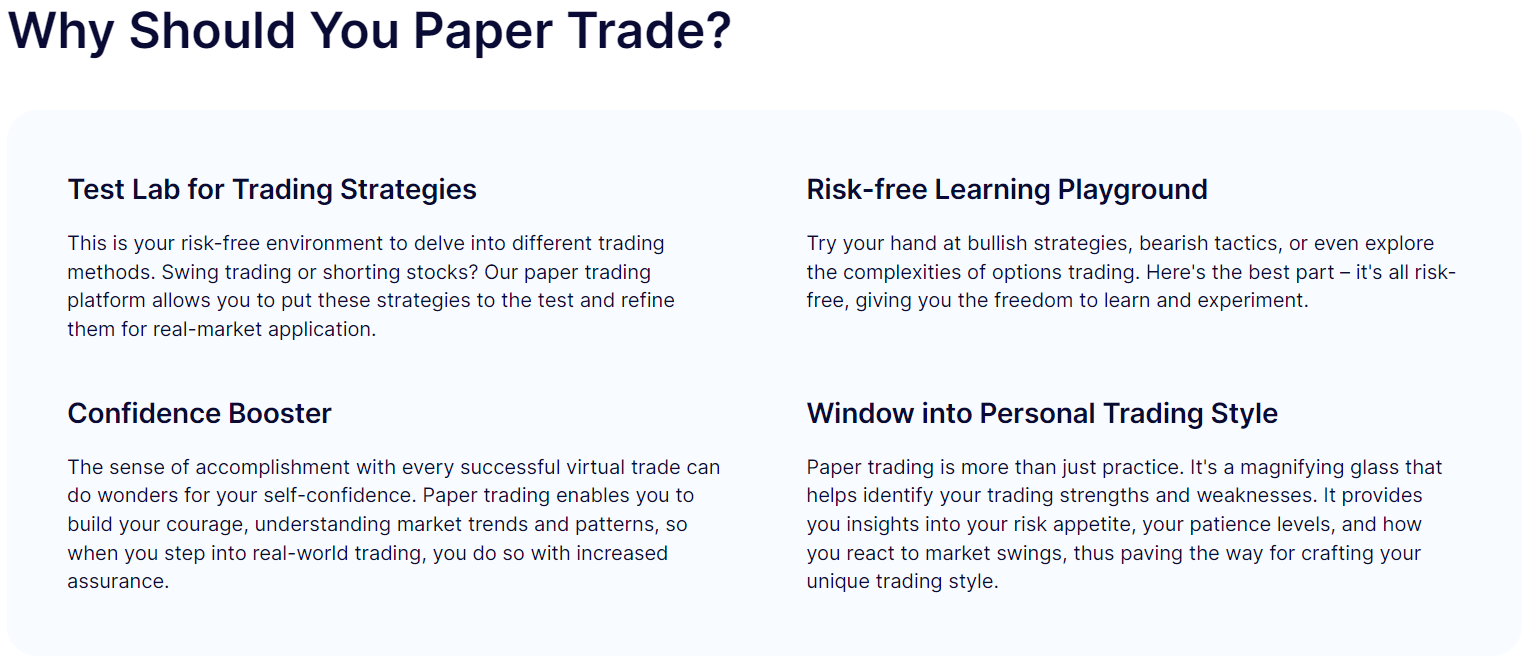 Why Should You Paper Trade?
Test Lab for Trading Strategies
This is your risk-free environment to delve into different trading
methods. Swing trading or shorting stocks? Our paper trading
platform allows you to put these strategies to the test and refine
them for real-market application.
Risk-free Learning Playground
Try your hand at bullish strategies, bearish tactics, or even explore
the complexities of options trading. Here's the best part – it's all risk-
free, giving you the freedom to learn and experiment.
Confidence Booster
The sense of accomplishment with every successful virtual trade can
do wonders for your self-confidence. Paper trading enables you to
build your courage, understanding market trends and patterns, so
when you step into real-world trading, you do so with increased
assurance.
Window into Personal Trading Style
Paper trading is more than just practice. It's a magnifying glass that
helps identify your trading strengths and weaknesses. It provides
you insights into your risk appetite, your patience levels, and how
you react to market swings, thus paving the way for crafting your
unique trading style.